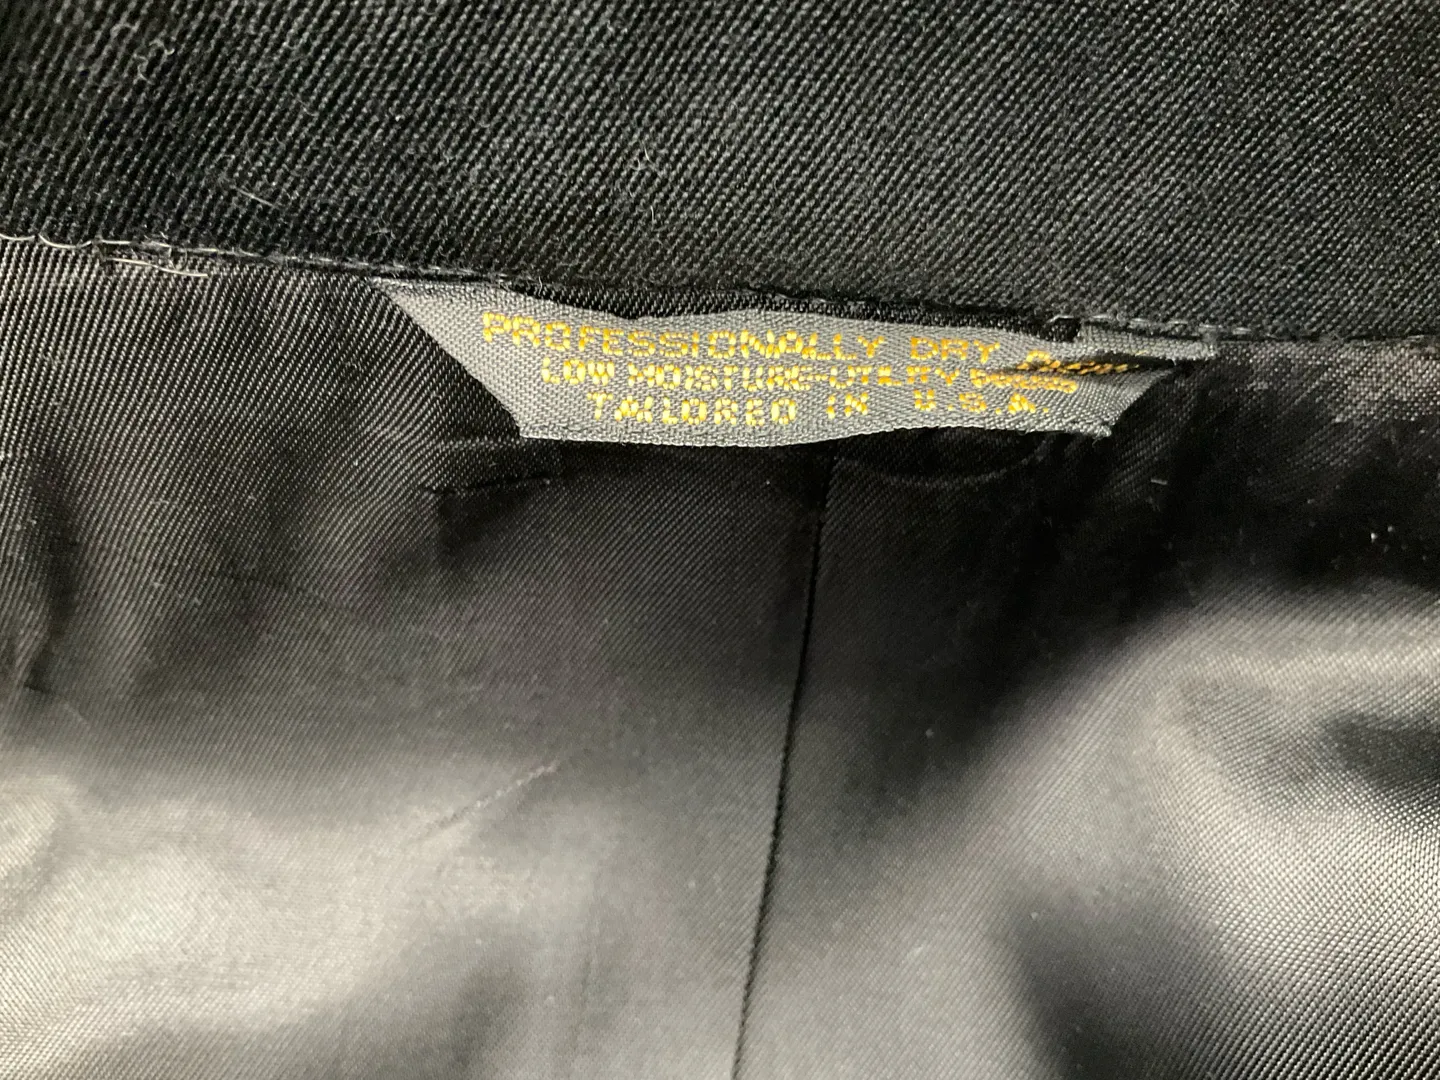 PROFESSIONALLY DRY
LOW MOISTURE-UTILITY
TAILORED IN U.S.A.